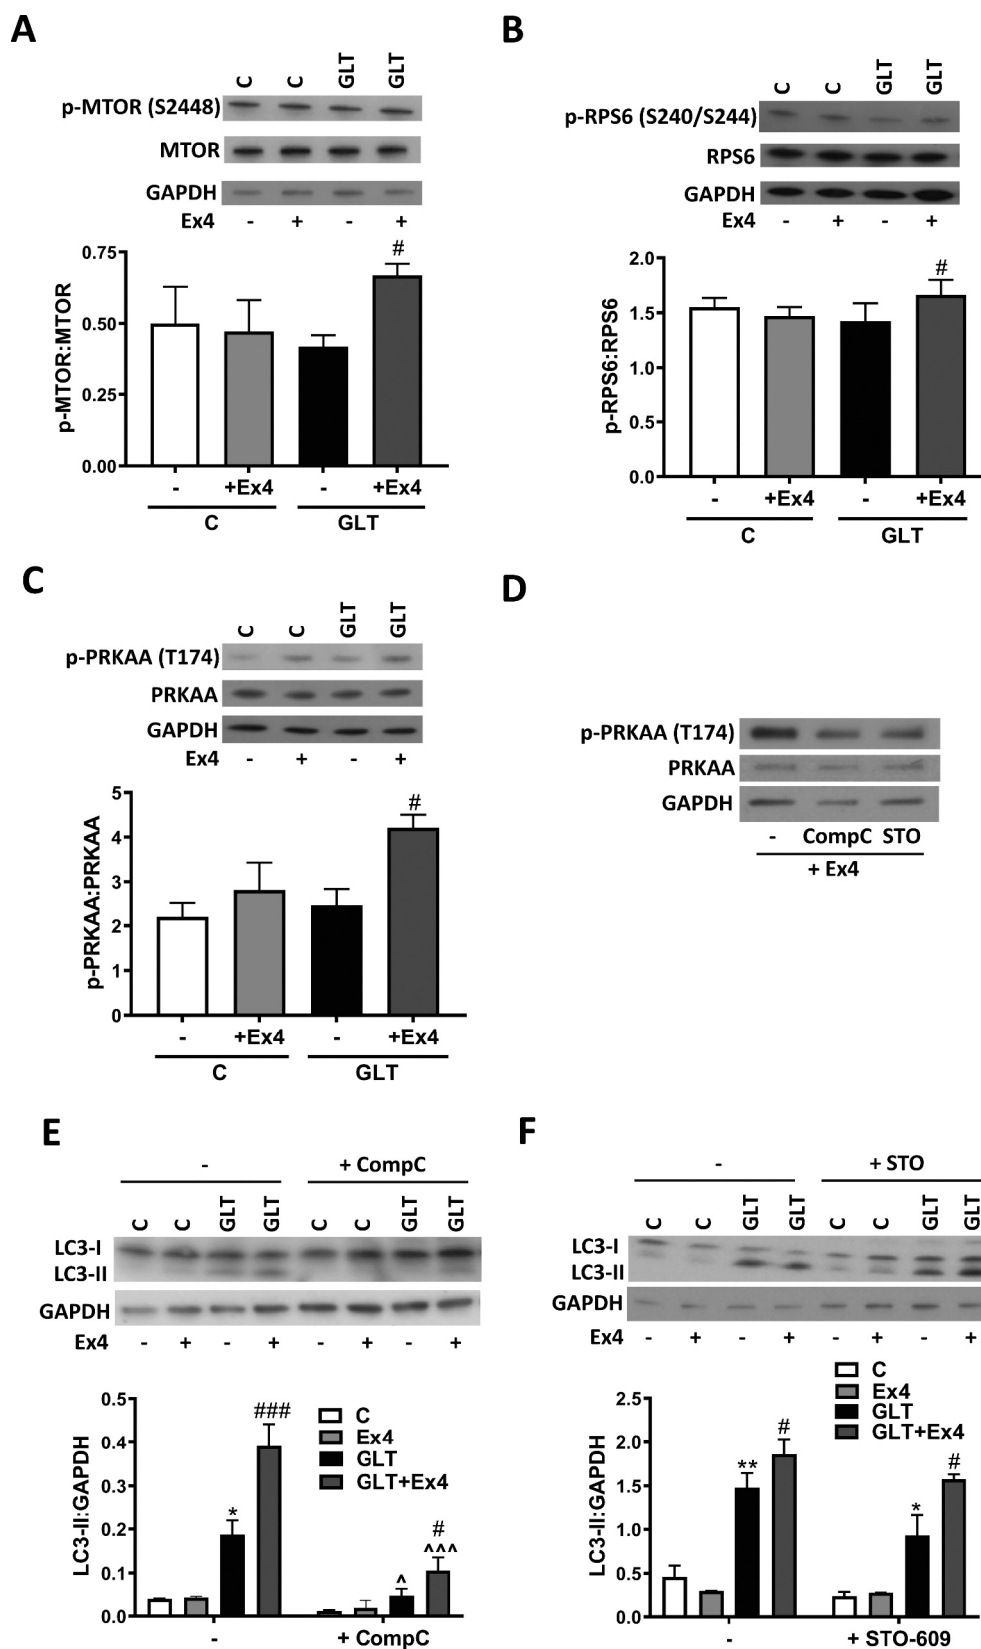 A
C C GLT GLT
p-MTOR (S2448)
MTOR
GAPDH
Ex4 - + - +
#
0.75
0.50
0.25
0.00
p-MTOR:MTOR
- +Ex4 - +Ex4
C GLT
B
C C GLT GLT
p-RPS6 (S240/S244)
RPS6
GAPDH
Ex4 - + - +
#
2.0
1.5
1.0
0.5
0.0
p-RPS6:RPS6
- +Ex4 - +Ex4
C GLT
C
C C GLT GLT
p-PRKAA (T174)
PRKAA
GAPDH
Ex4 - + - +
#
5
4
3
2
1
0
p-PRKAA:PRKAA
- +Ex4 - +Ex4
C GLT
D
p-PRKAA (T174)
PRKAA
GAPDH
- CompC STO
+ Ex4
E
- + CompC
C C GLT GLT C C GLT GLT
LC3-I
LC3-II
GAPDH
Ex4 - + - + - + - +
0.5
0.4
0.3
0.2
0.1
0.0
LC3-II:GAPDH
* ###
^ # ^^^
C
Ex4
GLT
GLT+Ex4
- + CompC
F
- + STO
C C GLT GLT C C GLT GLT
LC3-I
LC3-II
GAPDH
Ex4 - + - + - + - +
C
Ex4
GLT
GLT+Ex4
2.5
2.0
1.5
1.0
0.5
0.0
LC3-II:GAPDH
** #
* #
- + STO-609